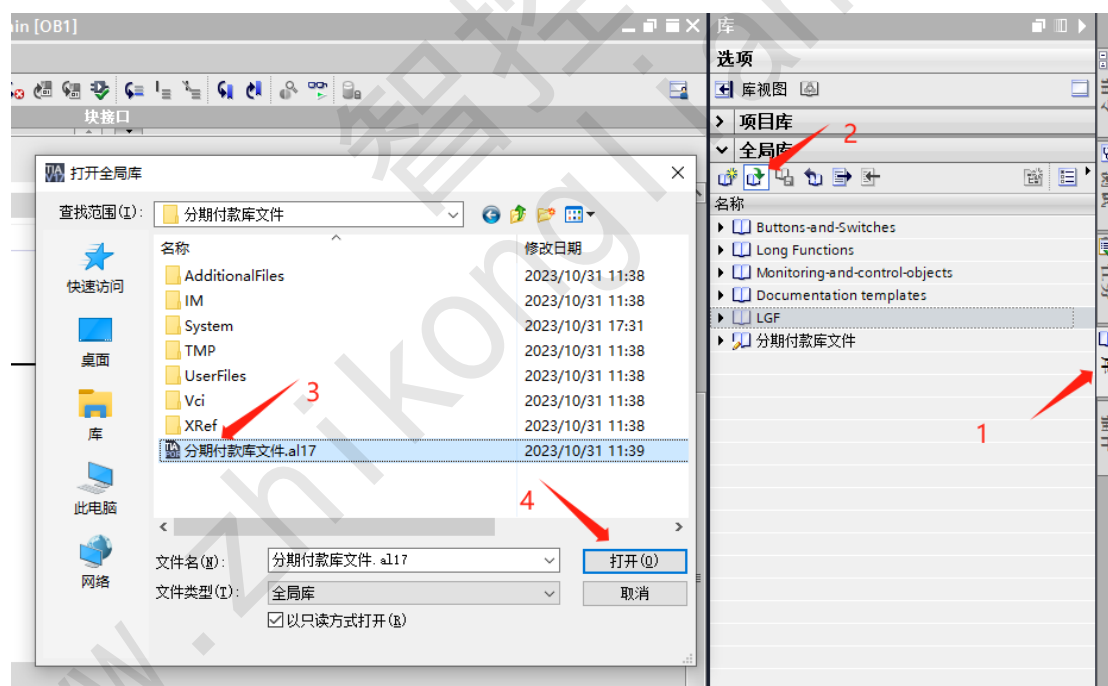 in [OB1]
库
选项
块接口
库视图
项目库
2
全局库
打开全局库
查找范围(I):
分期付款库文件
名称
修改日期
AdditionalFiles
2023/10/31 11:38
IM
2023/10/31 11:38
System
2023/10/31 17:31
TMP
2023/10/31 11:38
UserFiles
2023/10/31 11:38
Vci
2023/10/31 11:38
XRef
2023/10/31 11:38
分期付款库文件.al17
2023/10/31 11:39
快速访问
桌面
库
此电脑
网络
3
4
文件名(N):
分期付款库文件.al17
打开(O)
文件类型(T):
全局库
取消
以只读方式打开(R)
名称
Buttons-and-Switches
Long Functions
Monitoring-and-control-objects
Documentation templates
LGF
分期付款库文件
1
智控
www.zhikongjian